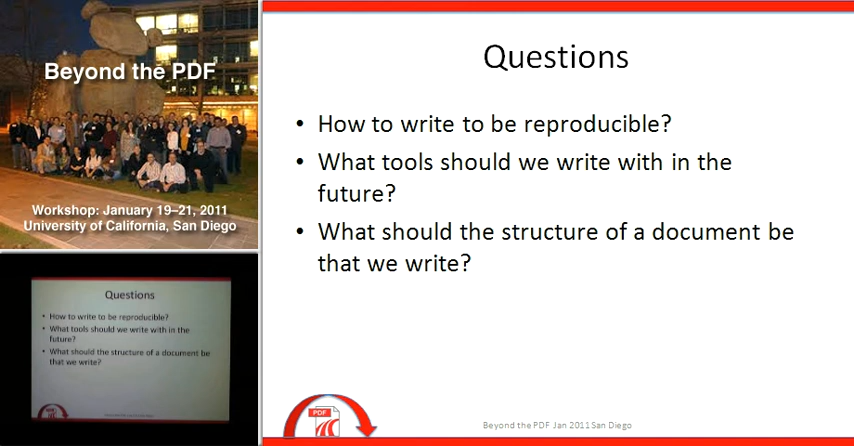 Beyond the PDF
Workshop: January 19–21, 2011
University of California, San Diego
Questions
• How to write to be reproducible?
• What tools should we write with in the
future?
• What should the structure of a document be
that we write?
PDF
Beyond the PDF Jan 2011 San Diego
Questions
• How to write to be reproducible?
• What tools should we write with in the
future?
• What should the structure of a document be
that we write?